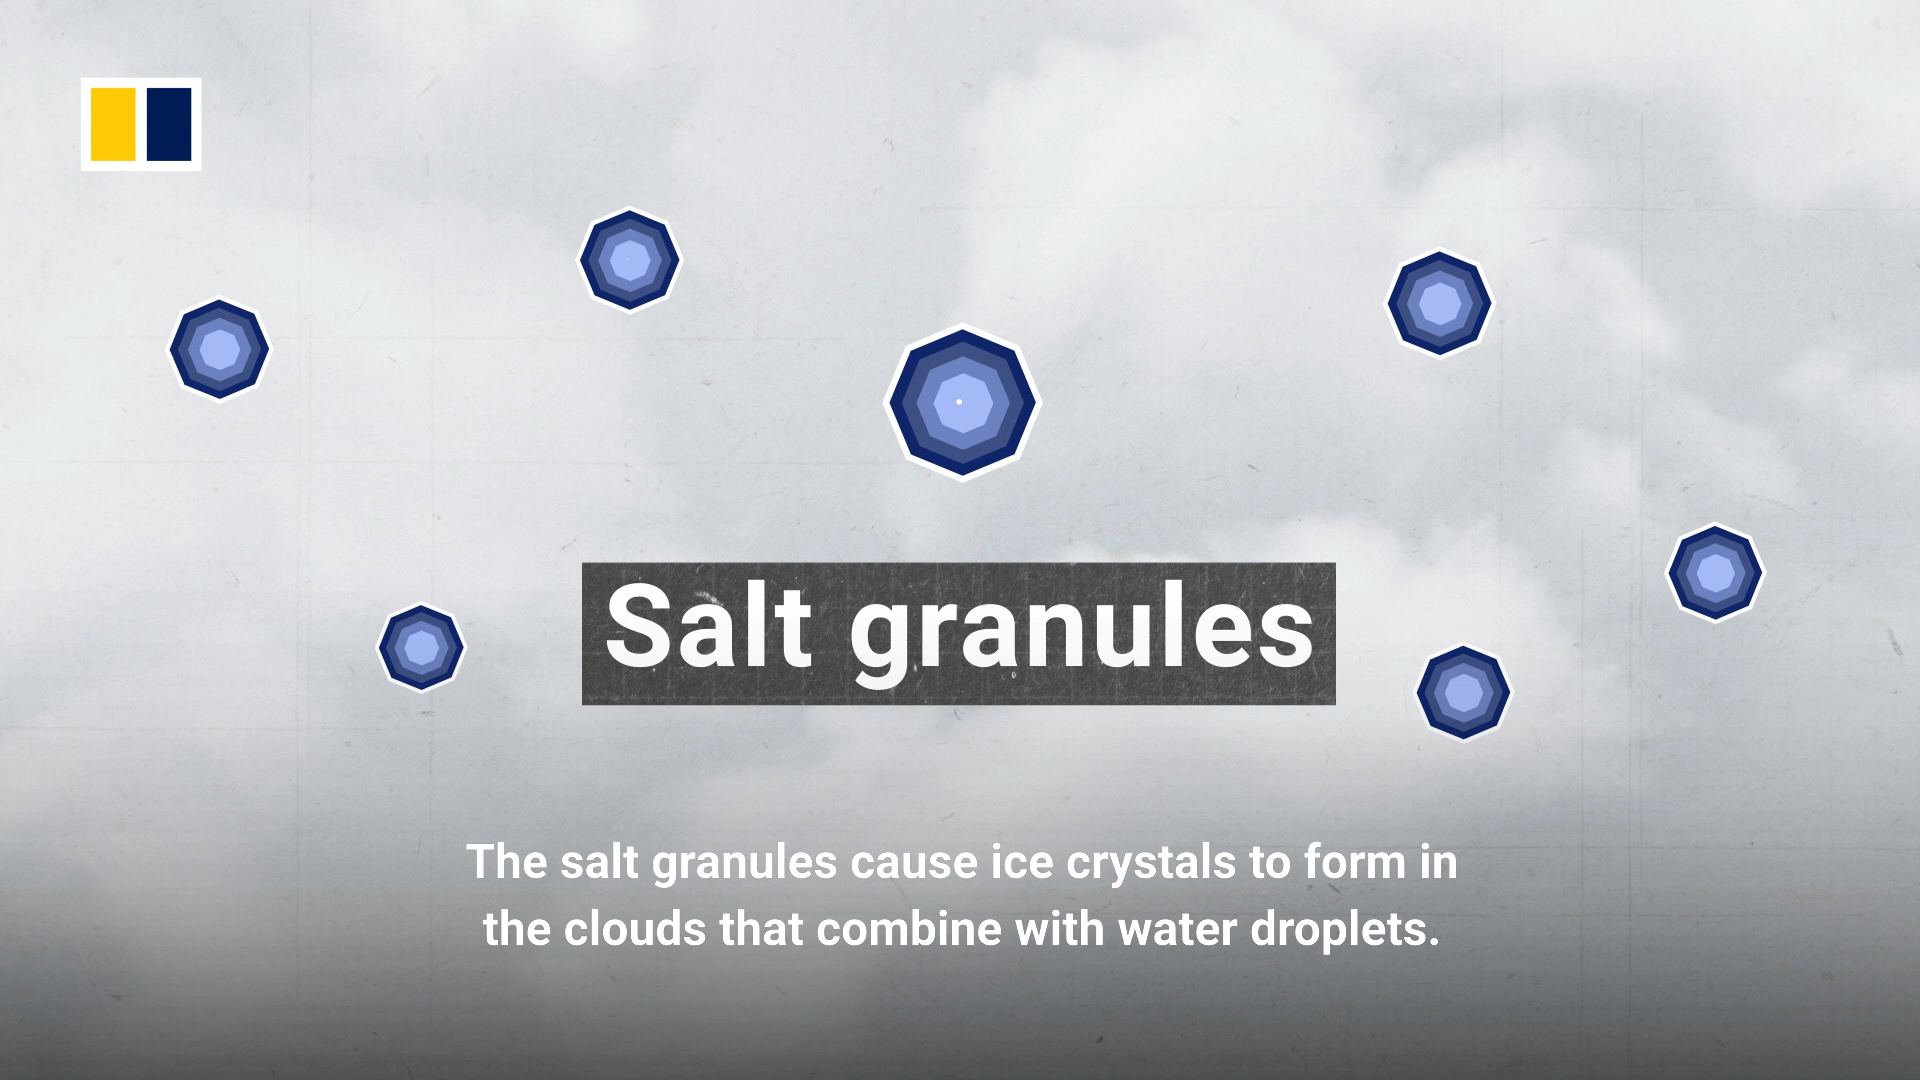 Salt granules
The salt granules cause ice crystals to form in
the clouds that combine with water droplets.